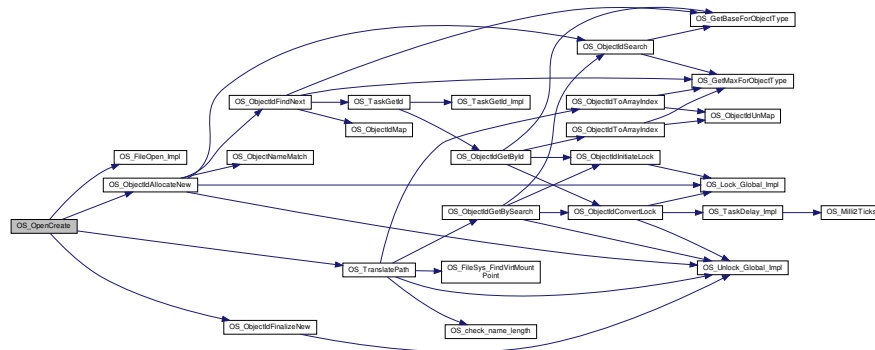 OS_GetBaseForObjectType
OS_ObjectIdSearch
OS_GetMaxForObjectType
OS_ObjectIdFindNext
OS_TaskGetId
OS_TaskGetId_Impl
OS_ObjectIdToArrayIndex
OS_ObjectIdUnMap
OS_ObjectIdMap
OS_ObjectIdToArrayIndex
OS_FileOpen_Impl
OS_ObjectNameMatch
OS_ObjectIdGetById
OS_ObjectIdInitiateLock
OS_ObjectIdAllocateNew
OS_Lock_Global_Impl
OS_ObjectIdGetBySearch
OS_ObjectIdConvertLock
OS_TaskDelay_Impl
OS_Milli2Ticks
OS_OpenCreate
OS_TranslatePath
OS_FileSys_FindVirtMount
Point
OS_Unlock_Global_Impl
OS_ObjectIdFinalizeNew
OS_check_name_length